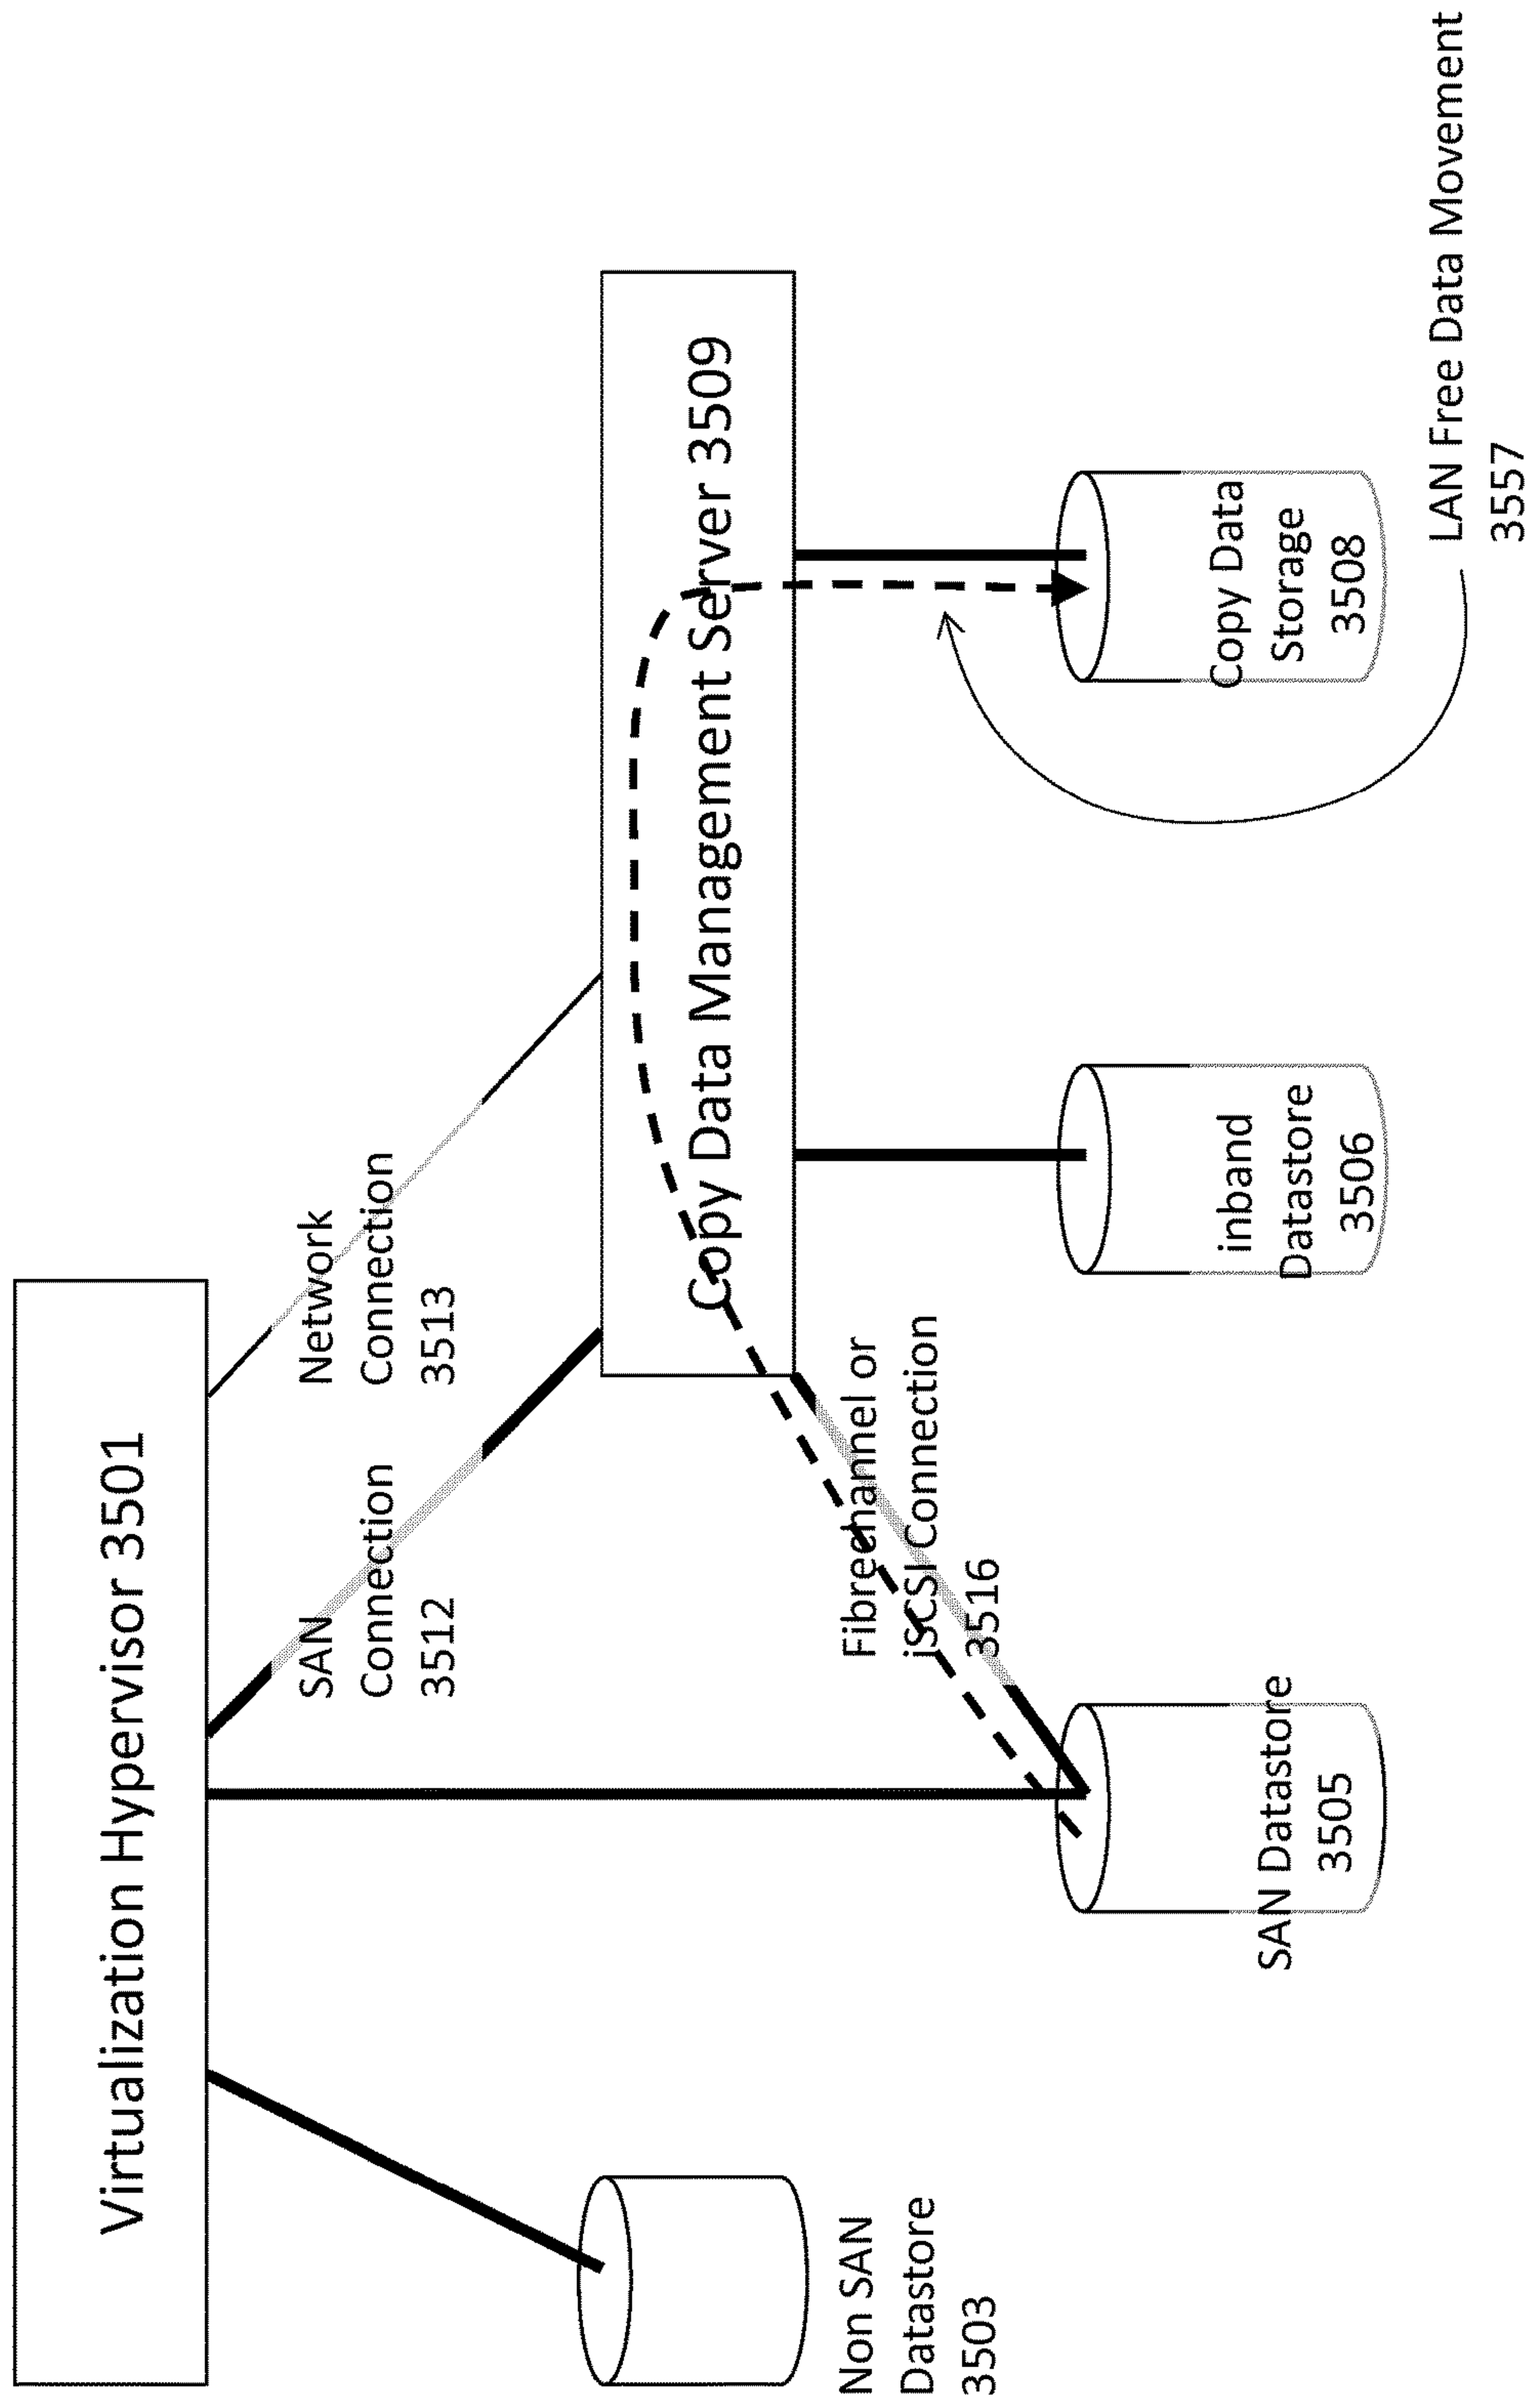 Virtualization Hypervisor 3501
SAN
Connection
3512
Network
Connection
3513
Copy Data Management Server 3509
Non SAN
Datastore
3503
Fibrechannel or
iSCSI Connection
3516
SAN Datastore
3505
inband
Datastore
3506
Copy Data
Storage
3508
LAN Free Data Movement
3557